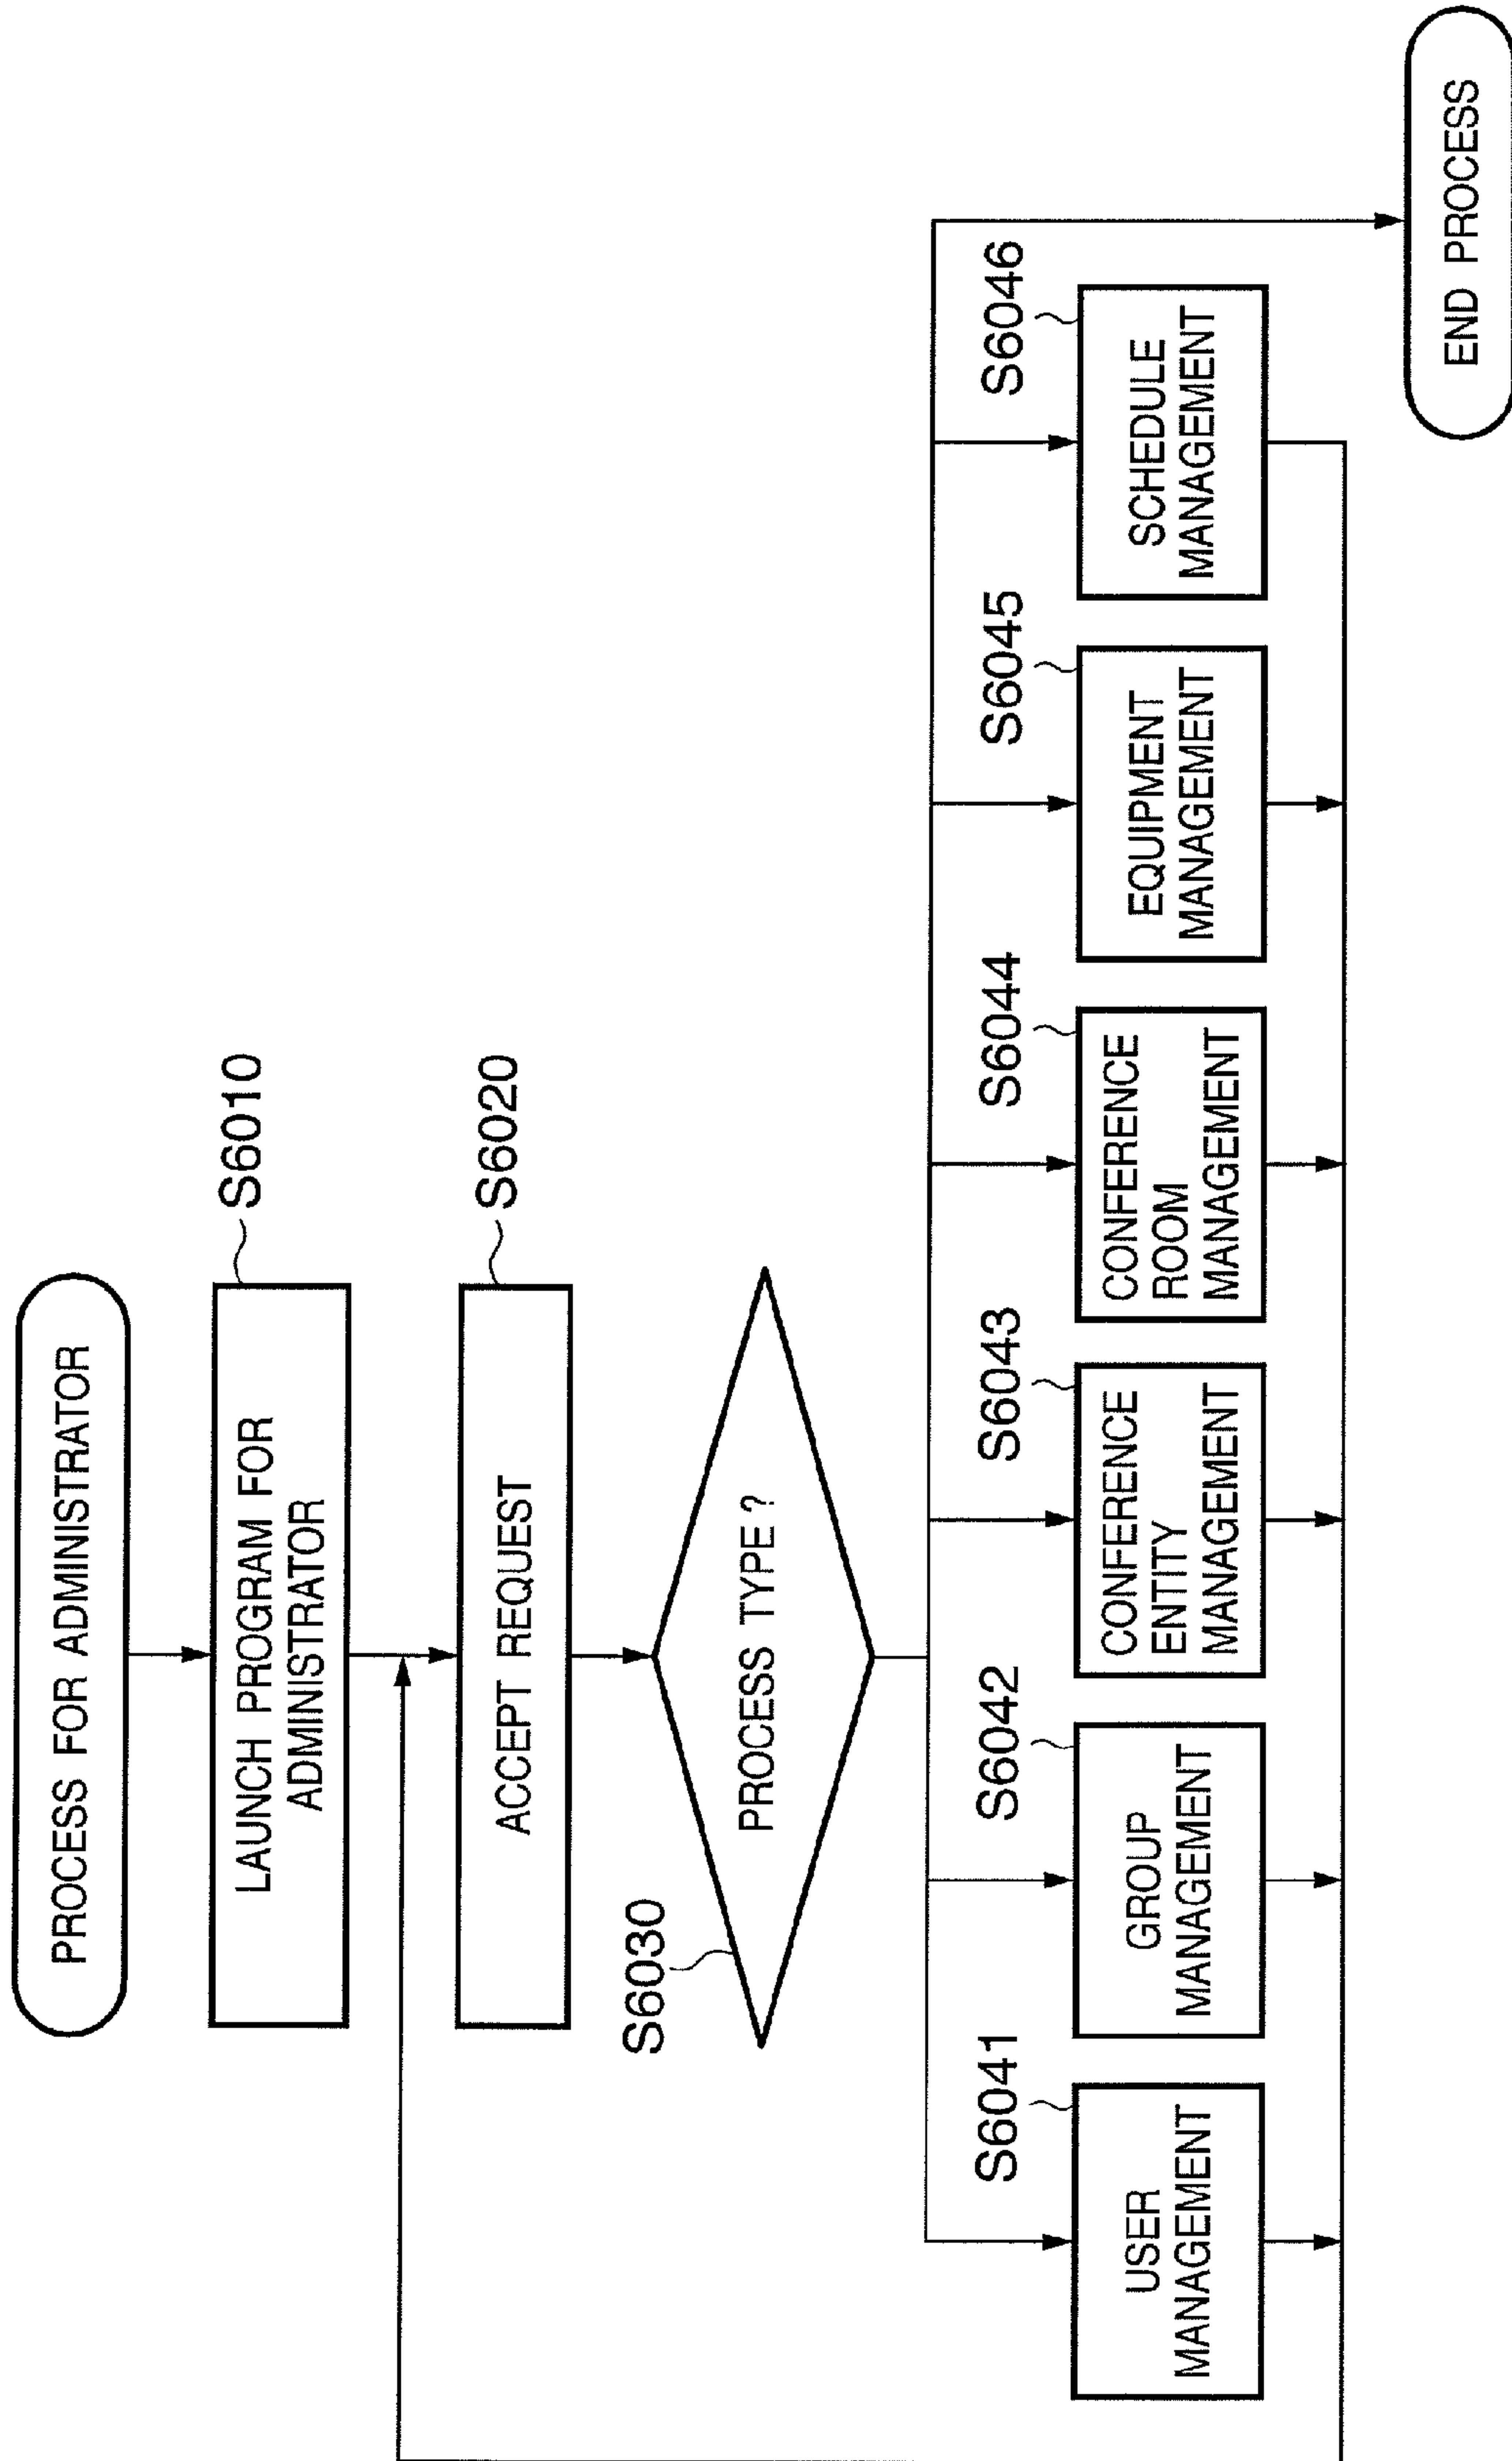 PROCESS FOR ADMINISTRATOR
S6010
LAUNCH PROGRAM FOR
ADMINISTRATOR
S6020
ACCEPT REQUEST
S6030
PROCESS TYPE ?
S6041
USER
MANAGEMENT
S6042
GROUP
MANAGEMENT
S6043
CONFERENCE
ENTITY
MANAGEMENT
S6044
CONFERENCE
ROOM
MANAGEMENT
S6045
EQUIPMENT
MANAGEMENT
S6046
SCHEDULE
MANAGEMENT
END PROCESS